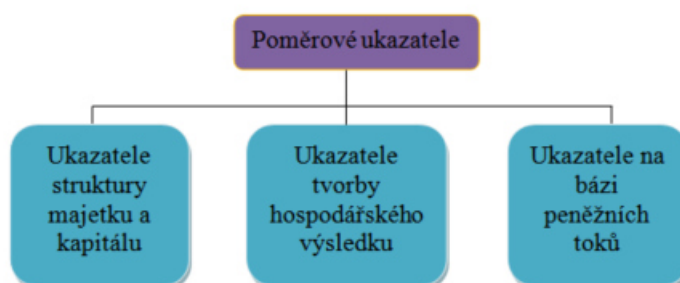 Poměrové ukazatele
Ukazatele
struktury
majetku a
kapitálu
Ukazatele
tvorby
hospodářského
výsledku
Ukazatele na
bázi
peněžních
toků